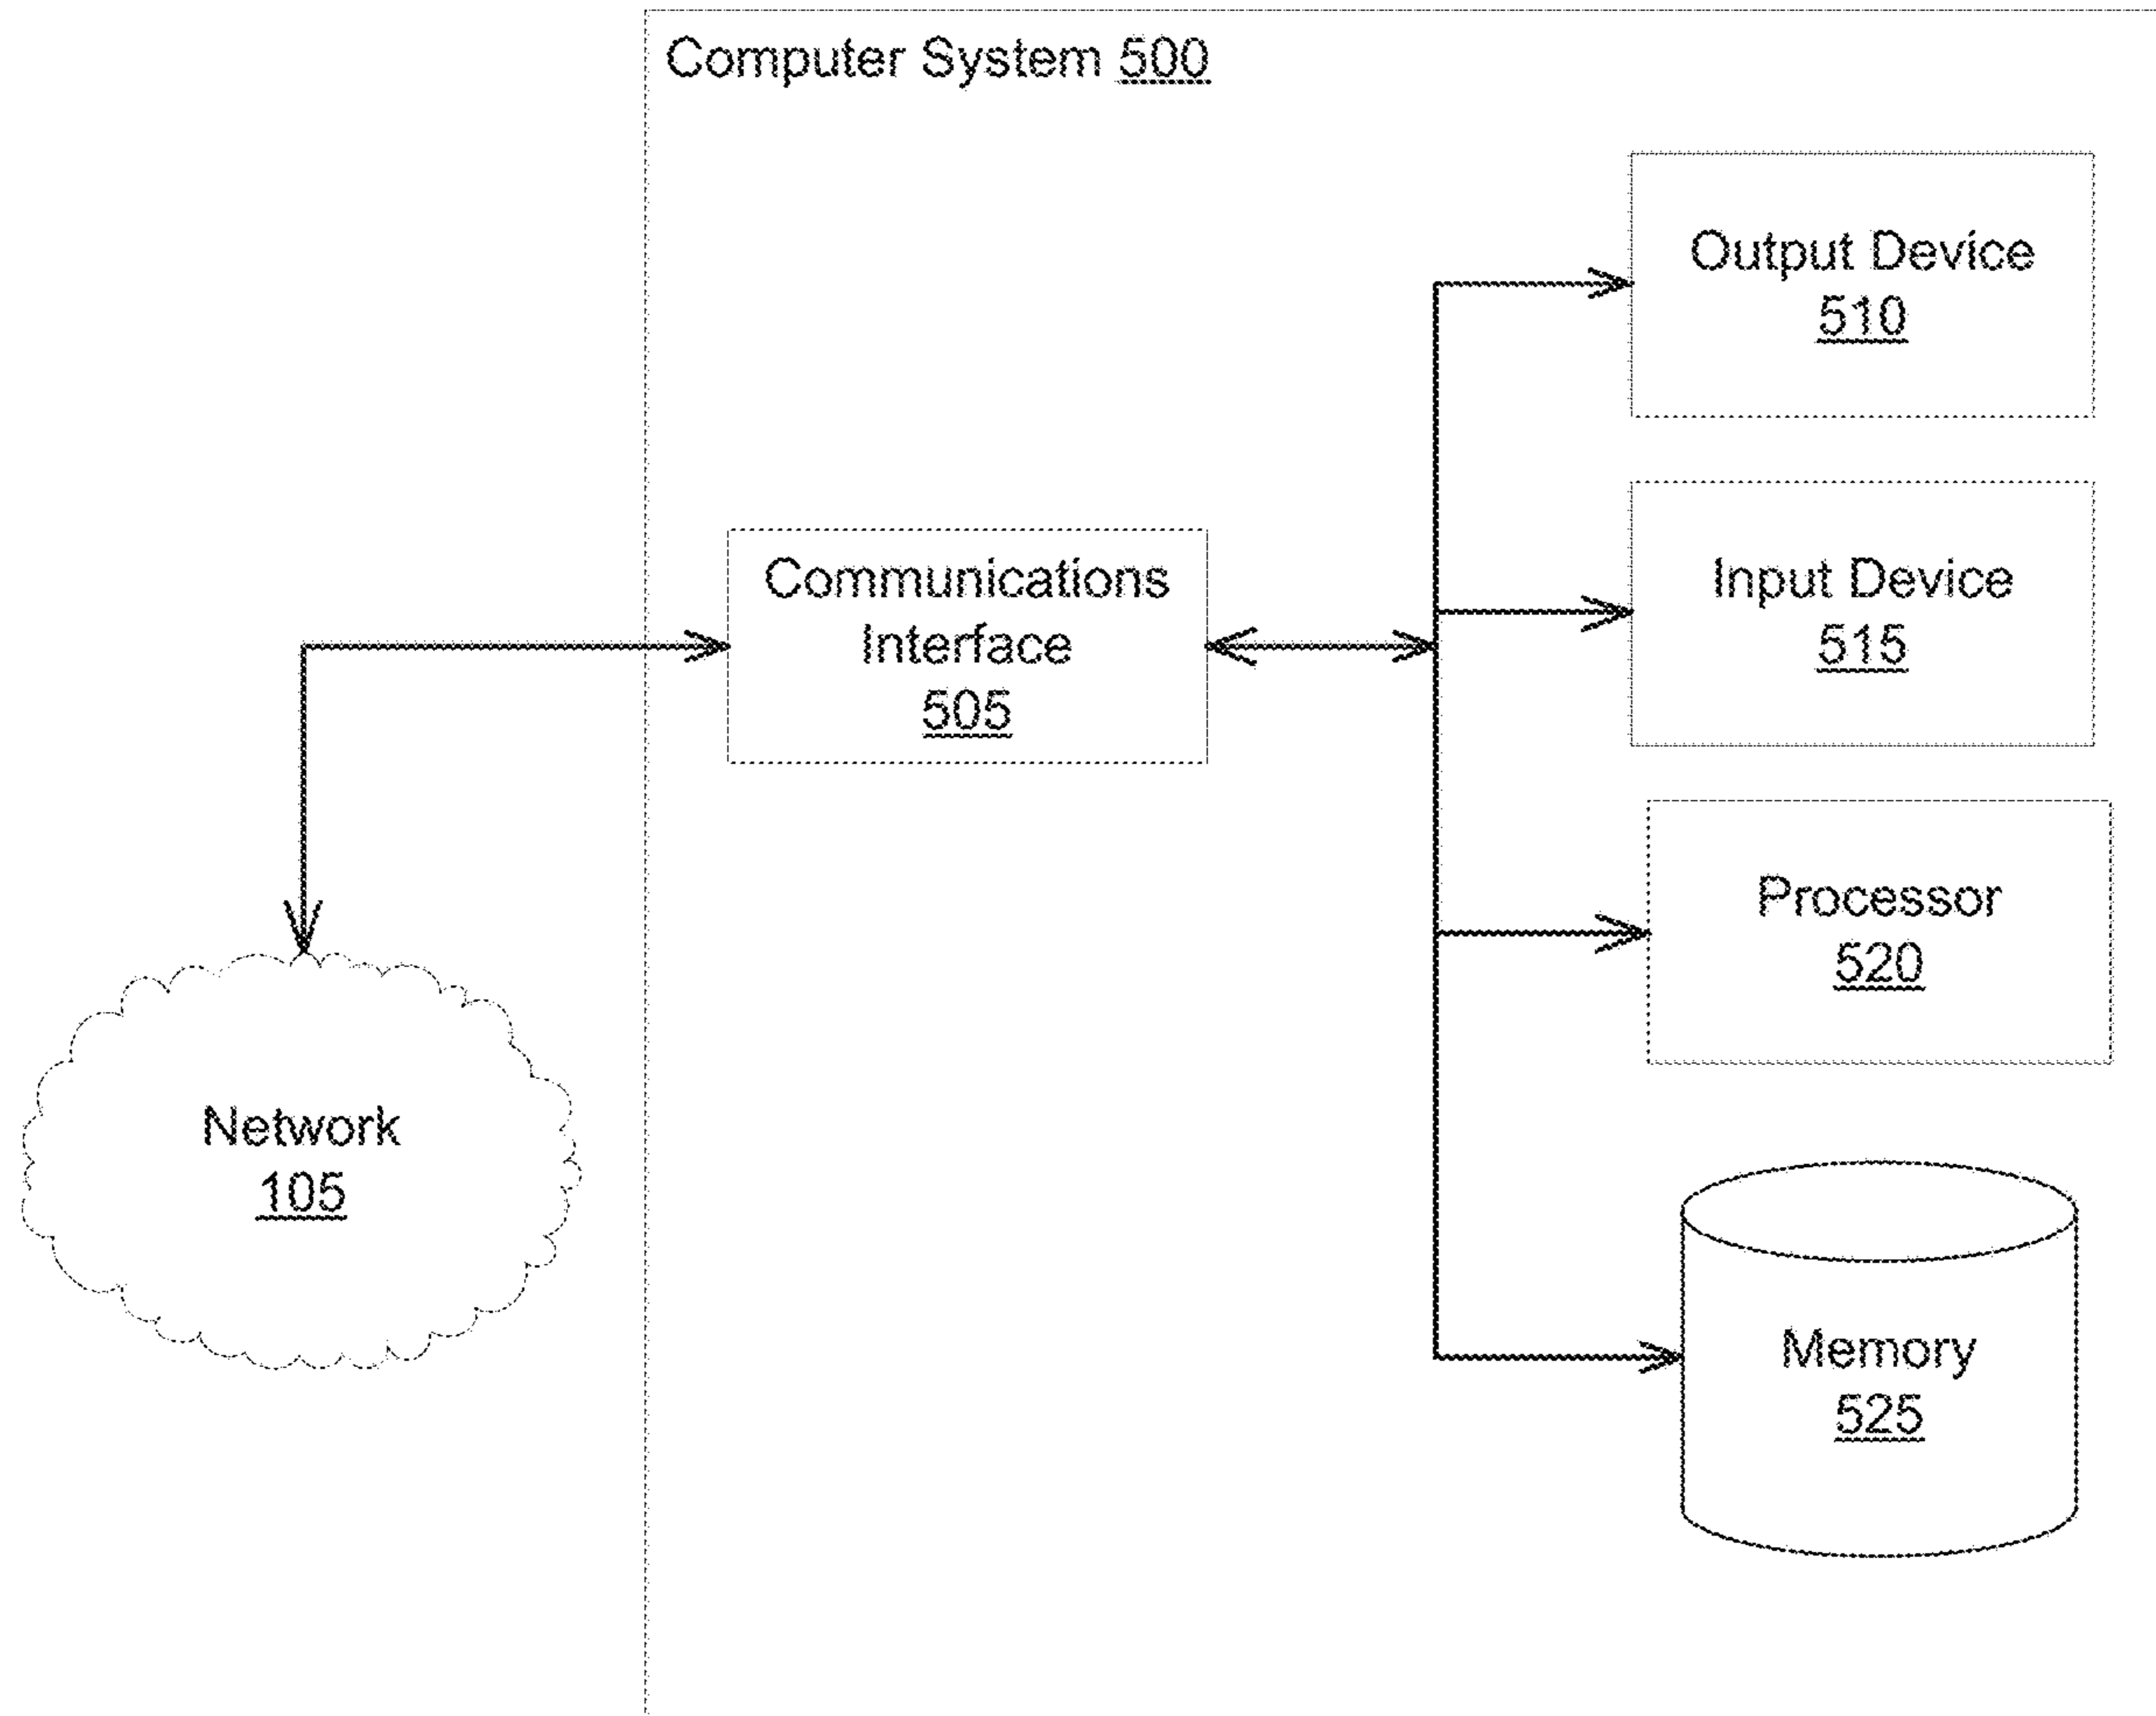 Computer System 500
Output Device
510
Communications
Interface
505
Input Device
515
Processor
520
Network
105
Memory
525